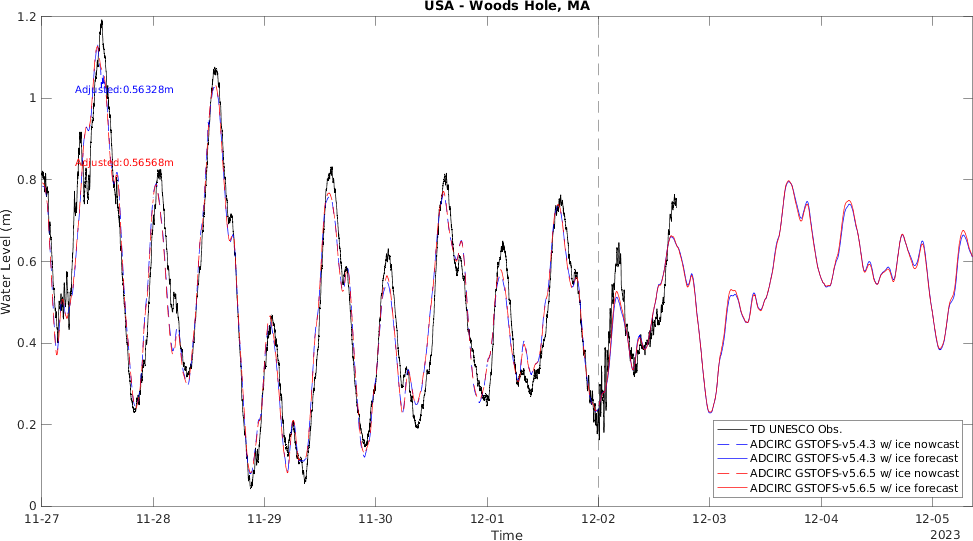 USA - Woods Hole, MA
1.2
1
0.8
0.6
0.4
0.2
0
Water Level (m)
Adjusted:0.56328m
Adjusted:0.56568m
TD UNESCO Obs.
ADCIRC GSTOFS-v5.4.3 w/ ice nowcast
ADCIRC GSTOFS-v5.4.3 w/ ice forecast
ADCIRC GSTOFS-v5.6.5 w/ ice nowcast
ADCIRC GSTOFS-v5.6.5 w/ ice forecast
11-27 11-28 11-29 11-30 12-01 12-02 12-03 12-04 12-05
Time
2023